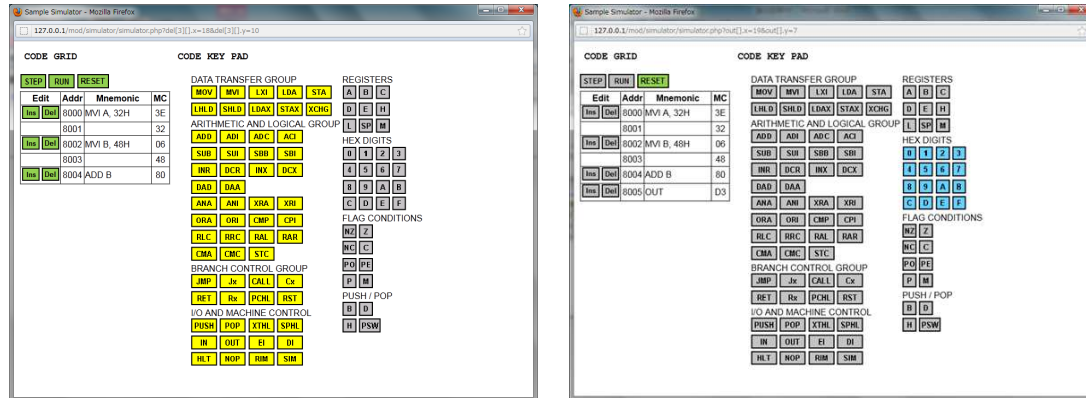 Sample Simulator - Mozilla Firefox
127.0.0.1/mod/simulator/simulator.php?del[3][].x=18&del[3][].y=10
CODE GRID CODE KEY PAD
STEP RUN RESET
Edit Addr Mnemonic MC
Ins Del 8000 MVI A, 32H 3E
8001 32
Ins Del 8002 MVI B, 48H 06
8003 48
Ins Del 8004 ADD B 80
DATA TRANSFER GROUP
MOV MVI LXI LDA STA
LHLD SHLD LDAX STAX XCHG
ARITHMETIC AND LOGICAL GROUP
ADD ADI ADC ACI
SUB SUI SBB SBI
INR DCR INX DCX
DAD DAA
ANA ANI XRA XRI
ORA ORI CMP CPI
RLC RRC RAL RAR
CMA CMC STC
BRANCH CONTROL GROUP
JMP Jx CALL Cx
RET Rx PCHL RST
I/O AND MACHINE CONTROL
PUSH POP XTHL SPHL
IN OUT EI DI
HLT NOP RIM SIM
REGISTERS
A B C
D E H
L SP M
HEX DIGITS
0 1 2 3
4 5 6 7
8 9 A B
C D E F
FLAG CONDITIONS
NZ Z
NC C
PO PE
P M
PUSH / POP
B D
H PSW
Sample Simulator - Mozilla Firefox
127.0.0.1/mod/simulator/simulator.php?out[].x=19&out[].y=7
CODE GRID CODE KEY PAD
STEP RUN RESET
Edit Addr Mnemonic MC
Ins Del 8000 MVI A, 32H 3E
8001 32
Ins Del 8002 MVI B, 48H 06
8003 48
Ins Del 8004 ADD B 80
Ins Del 8005 OUT D3
DATA TRANSFER GROUP
MOV MVI LXI LDA STA
LHLD SHLD LDAX STAX XCHG
ARITHMETIC AND LOGICAL GROUP
ADD ADI ADC ACI
SUB SUI SBB SBI
INR DCR INX DCX
DAD DAA
ANA ANI XRA XRI
ORA ORI CMP CPI
RLC RRC RAL RAR
CMA CMC STC
BRANCH CONTROL GROUP
JMP Jx CALL Cx
RET Rx PCHL RST
I/O AND MACHINE CONTROL
PUSH POP XTHL SPHL
IN OUT EI DI
HLT NOP RIM SIM
REGISTERS
A B C
D E H
L SP M
HEX DIGITS
0 1 2 3
4 5 6 7
8 9 A B
C D E F
FLAG CONDITIONS
NZ Z
NC C
PO PE
P M
PUSH / POP
B D
H PSW